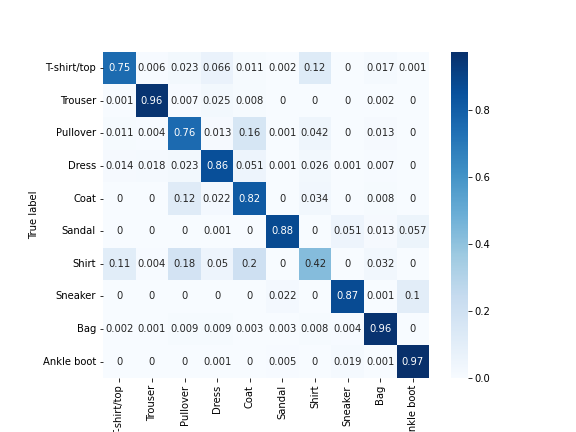 T-shirt/top 0.75 0.006 0.023 0.066 0.011 0.002 0.12 0 0.017 0.001
Trouser 0.001 0.96 0.007 0.025 0.008 0 0 0 0.002 0
Pullover 0.011 0.004 0.76 0.013 0.16 0.001 0.042 0 0.013 0
Dress 0.014 0.018 0.023 0.86 0.051 0.001 0.026 0.001 0.007 0
Coat 0 0 0.12 0.022 0.82 0 0.034 0 0.008 0
Sandal 0 0 0 0.001 0 0.88 0 0.051 0.013 0.057
Shirt 0.11 0.004 0.18 0.05 0.2 0 0.42 0 0.032 0
Sneaker 0 0 0 0 0 0.022 0 0.87 0.001 0.1
Bag 0.002 0.001 0.009 0.009 0.003 0.003 0.008 0.004 0.96 0
Ankle boot 0 0 0 0.001 0 0.005 0 0.019 0.001 0.97
True label
-shirt/top
Trouser
Pullover
Dress
Coat
Sandal
Shirt
Sneaker
Bag
nkle boot
0.8
0.6
0.4
0.2
0.0